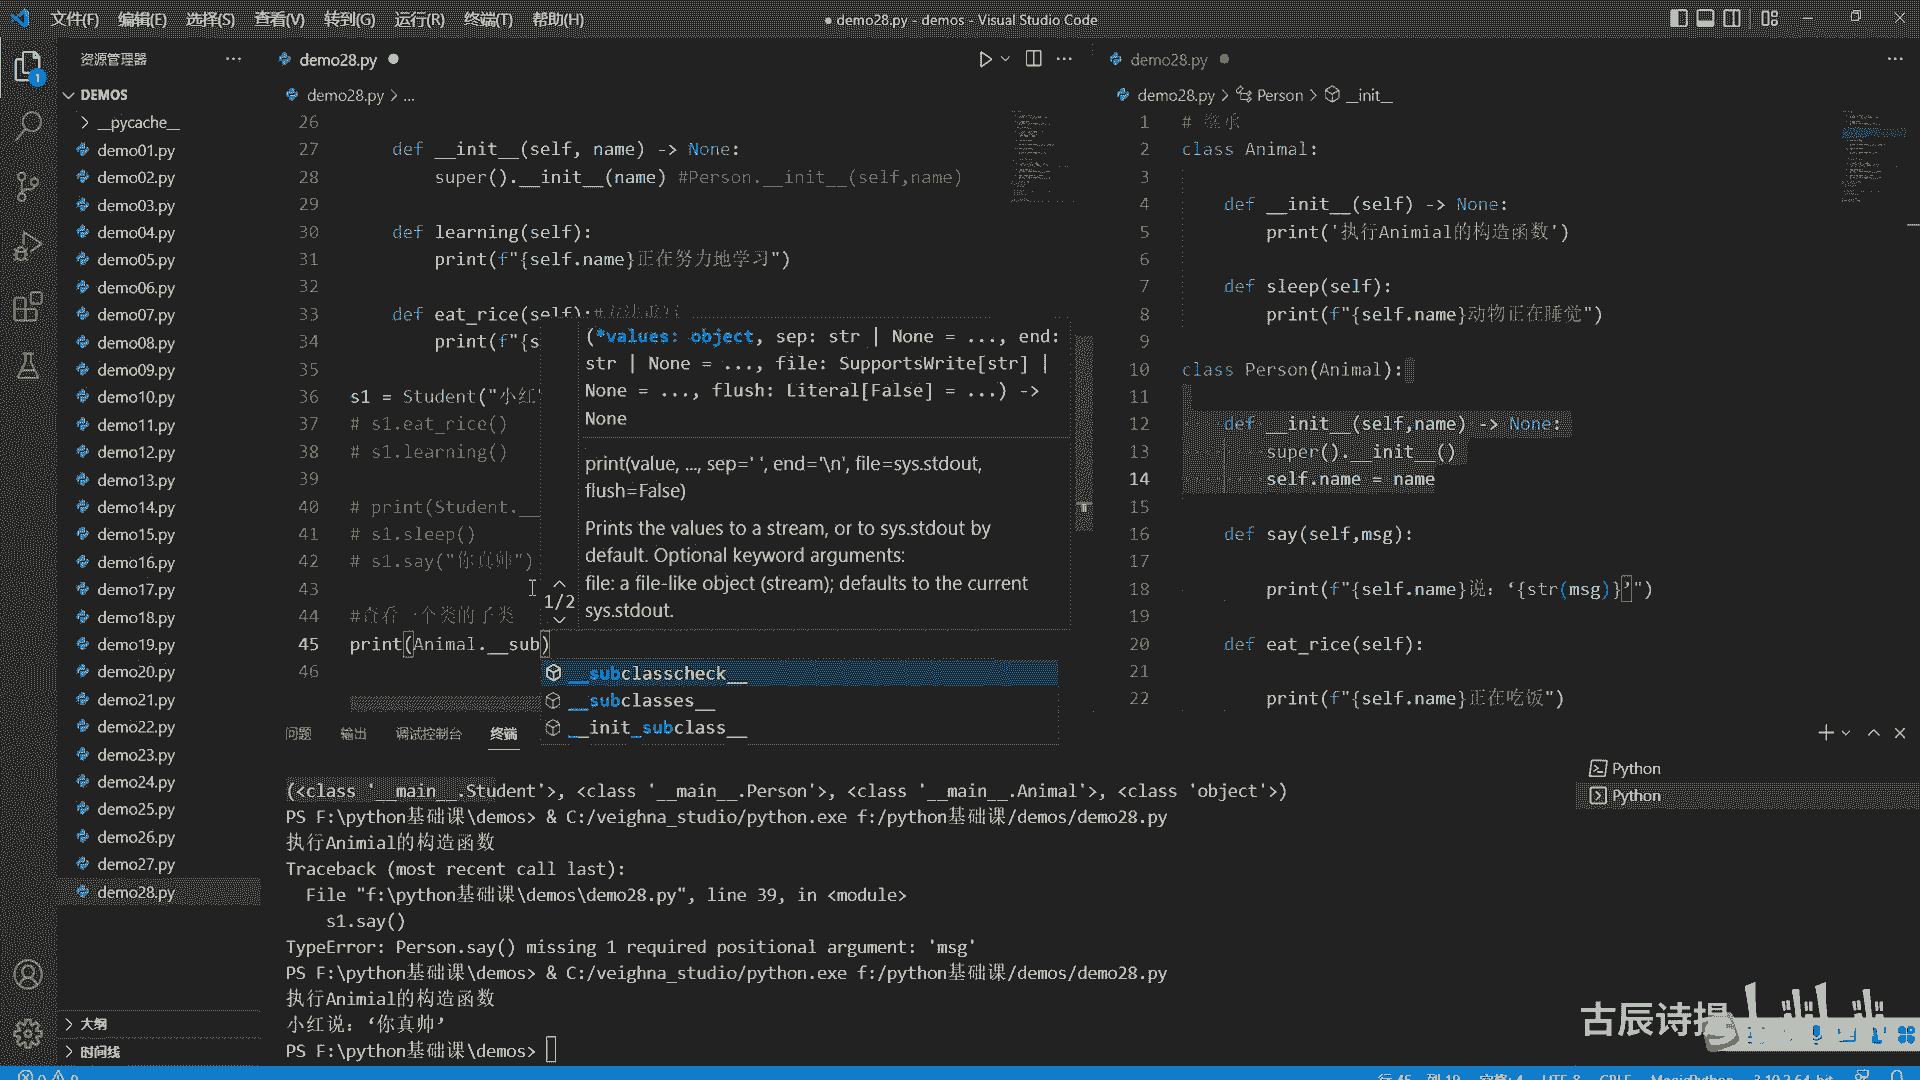 文件(F) 编辑(E) 选择(S) 查看(V) 转到(G) 运行(R) 终端(T) 帮助(H)
● demo28.py - demos - Visual Studio Code
资源管理器 ...
DEMOS
__pycache__
demo01.py
demo02.py
demo03.py
demo04.py
demo05.py
demo06.py
demo07.py
demo08.py
demo09.py
demo10.py
demo11.py
demo12.py
demo13.py
demo14.py
demo15.py
demo16.py
demo17.py
demo18.py
demo19.py
demo20.py
demo21.py
demo22.py
demo23.py
demo24.py
demo25.py
demo26.py
demo27.py
demo28.py
大纲
时间线
1
demo28.py ●
demo28.py > ...
26
27 def __init__(self, name) -> None:
28 super().__init__(name) #Person.__init__(self,name)
29
30 def learning(self):
31 print(f"{self.name}正在努力地学习")
32
33 def eat_rice(self):
34 print(f"{s
35
36 s1 = Student("小红"
37 # s1.eat_rice()
38 # s1.learning()
39
40 # print(Student.__
41 # s1.sleep()
42 # s1.say("你真帅")
43
44 #查看一个类的子类
45 print(Animal.__sub)
46
(*values: object, sep: str | None = ..., end:
str | None = ..., file: SupportsWrite[str] |
None = ..., flush: Literal[False] = ...) ->
None
print(value, ..., sep=' ', end='\n', file=sys.stdout,
flush=False)
Prints the values to a stream, or to sys.stdout by
default. Optional keyword arguments:
file: a file-like object (stream); defaults to the current
sys.stdout.
1/2
__subclasscheck__
__subclasses__
__init_subclass__
demo28.py ●
demo28.py > Person > __init__
1 # 继承
2 class Animal:
3
4 def __init__(self) -> None:
5 print('执行Animial的构造函数')
6
7 def sleep(self):
8 print(f"{self.name}动物正在睡觉")
9
10 class Person(Animal):
11
12 def __init__(self,name) -> None:
13 super().__init__()
14 self.name = name
15
16 def say(self,msg):
17
18 print(f"{self.name}说：‘{str(msg)}’")
19
20 def eat_rice(self):
21
22 print(f"{self.name}正在吃饭")
问题 输出 调试控制台 终端
(<class '__main__.Student'>, <class '__main__.Person'>, <class '__main__.Animal'>, <class 'object'>)
PS F:\python基础课\demos> & C:/veighna_studio/python.exe f:/python基础课/demos/demo28.py
执行Animial的构造函数
Traceback (most recent call last):
File "f:\python基础课\demos\demo28.py", line 39, in <module>
s1.say()
TypeError: Person.say() missing 1 required positional argument: 'msg'
PS F:\python基础课\demos> & C:/veighna_studio/python.exe f:/python基础课/demos/demo28.py
执行Animial的构造函数
小红说：‘你真帅’
PS F:\python基础课\demos>
Python
Python
古辰诗